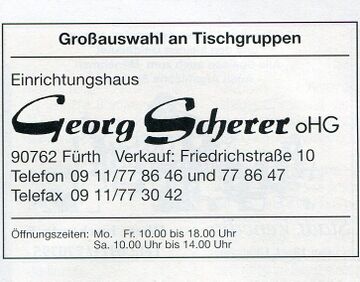 Großauswahl an Tischgruppen
Einrichtungshaus
Georg Scherer oHG
90762 Fürth Verkauf: Friedrichstraße 10
Telefon 09 11/77 86 46 und 77 86 47
Telefax 09 11/77 30 42
Öffnungszeiten: Mo. Fr. 10.00 bis 18.00 Uhr
Sa. 10.00 Uhr bis 14.00 Uhr